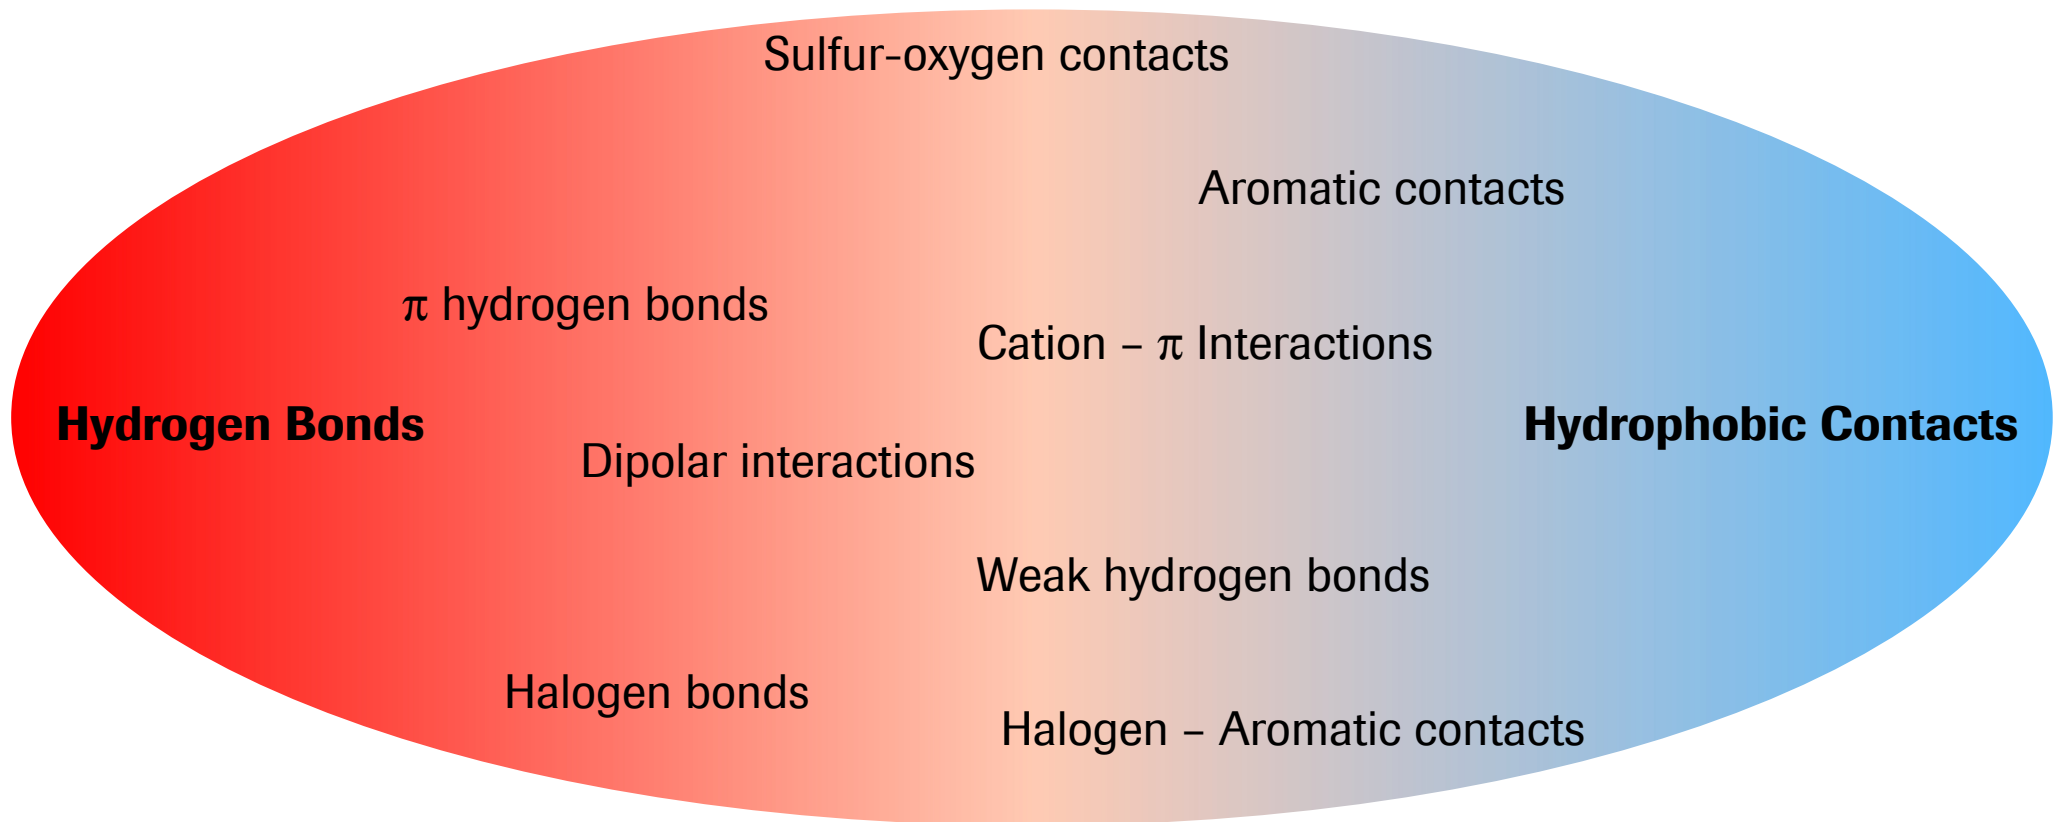 Sulfur-oxygen contacts
Aromatic contacts
π hydrogen bonds
Cation – π Interactions
Hydrogen Bonds
Hydrophobic Contacts
Dipolar interactions
Weak hydrogen bonds
Halogen bonds
Halogen – Aromatic contacts